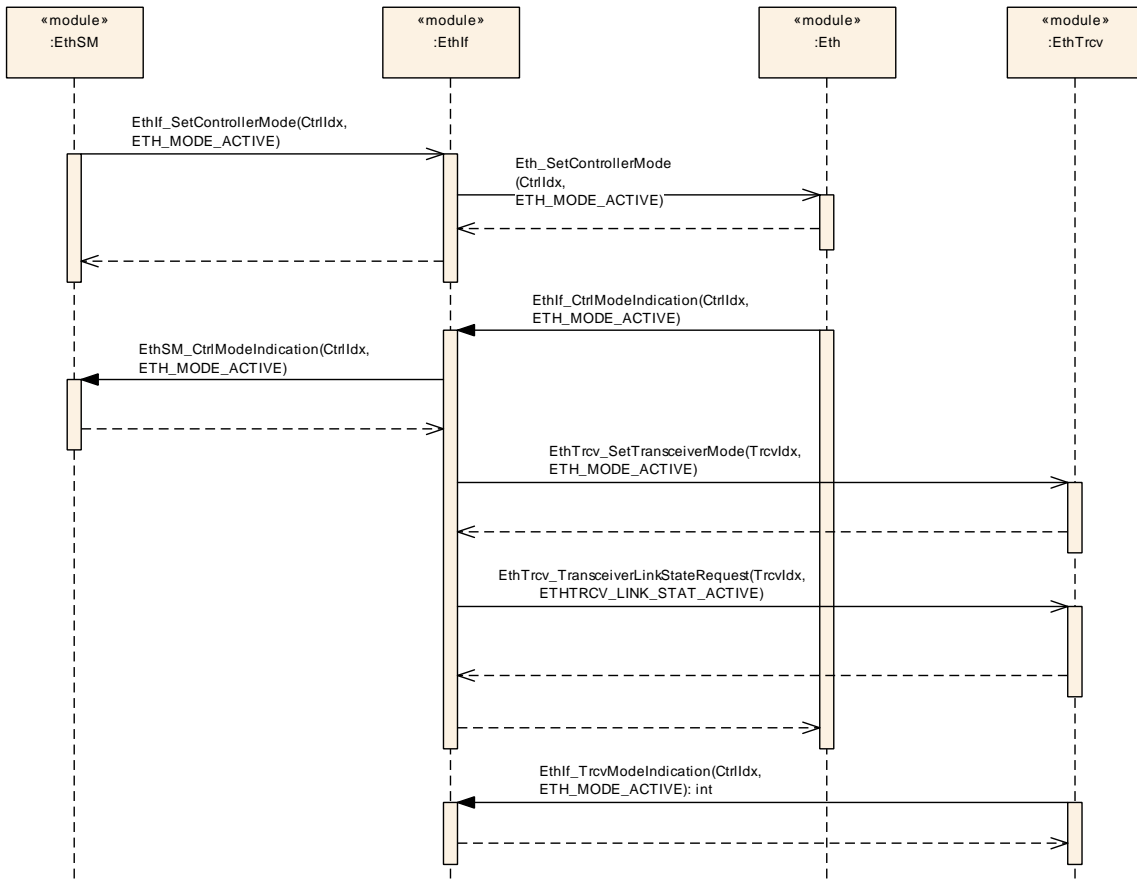 «module»
:EthSM
«module»
:EthIf
«module»
:Eth
«module»
:EthTrcv
EthIf_SetControllerMode(CtrlIdx,
ETH_MODE_ACTIVE)
Eth_SetControllerMode
(CtrlIdx,
ETH_MODE_ACTIVE)
EthIf_CtrlModeIndication(CtrlIdx,
ETH_MODE_ACTIVE)
EthSM_CtrlModeIndication(CtrlIdx,
ETH_MODE_ACTIVE)
EthTrcv_SetTransceiverMode(TrcvIdx,
ETH_MODE_ACTIVE)
EthTrcv_TransceiverLinkStateRequest(TrcvIdx,
ETHTRCV_LINK_STAT_ACTIVE)
EthIf_TrcvModeIndication(CtrlIdx,
ETH_MODE_ACTIVE): int